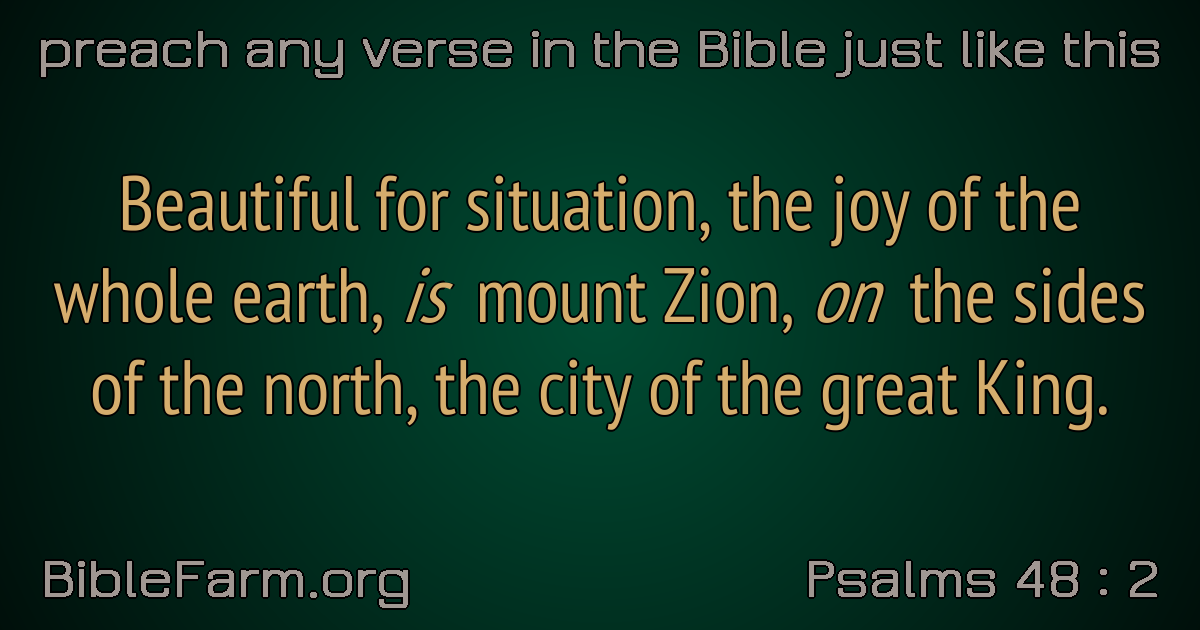 preach any verse in the Bible just like this
Beautiful for situation, the joy of the
whole earth, is mount Zion, on the sides
of the north, the city of the great King.
BibleFarm.org
Psalms 48 : 2